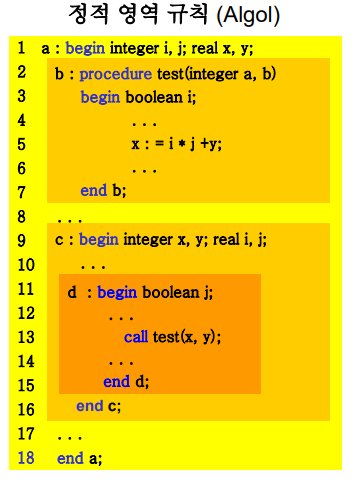 정적 영역 규칙 (Algol)
1 a : begin integer i, j; real x, y;
2 b : procedure test(integer a, b)
3 begin boolean i;
4 . . .
5 x : = i * j +y;
6 . . .
7 end b;
8 . . .
9 c : begin integer x, y; real i, j;
10 . . .
11 d : begin boolean j;
12 . . .
13 call test(x, y);
14 . . .
15 end d;
16 end c;
17 . . .
18 end a;